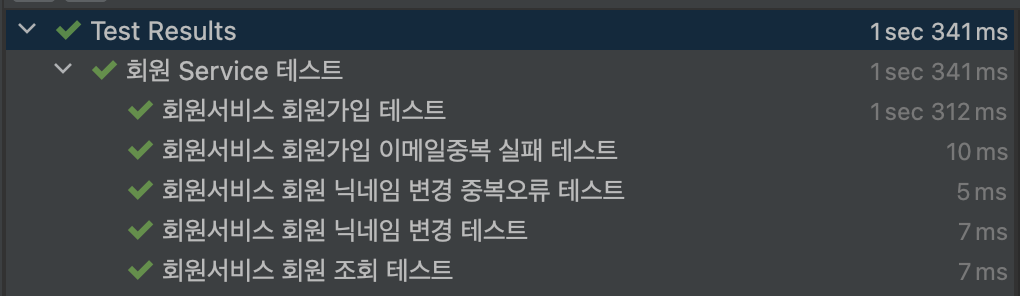 Test Results 1 sec 341 ms
회원 Service 테스트 1 sec 341 ms
회원서비스 회원가입 테스트 1 sec 312 ms
회원서비스 회원가입 이메일중복 실패 테스트 10 ms
회원서비스 회원 닉네임 변경 중복오류 테스트 5 ms
회원서비스 회원 닉네임 변경 테스트 7 ms
회원서비스 회원 조회 테스트 7 ms